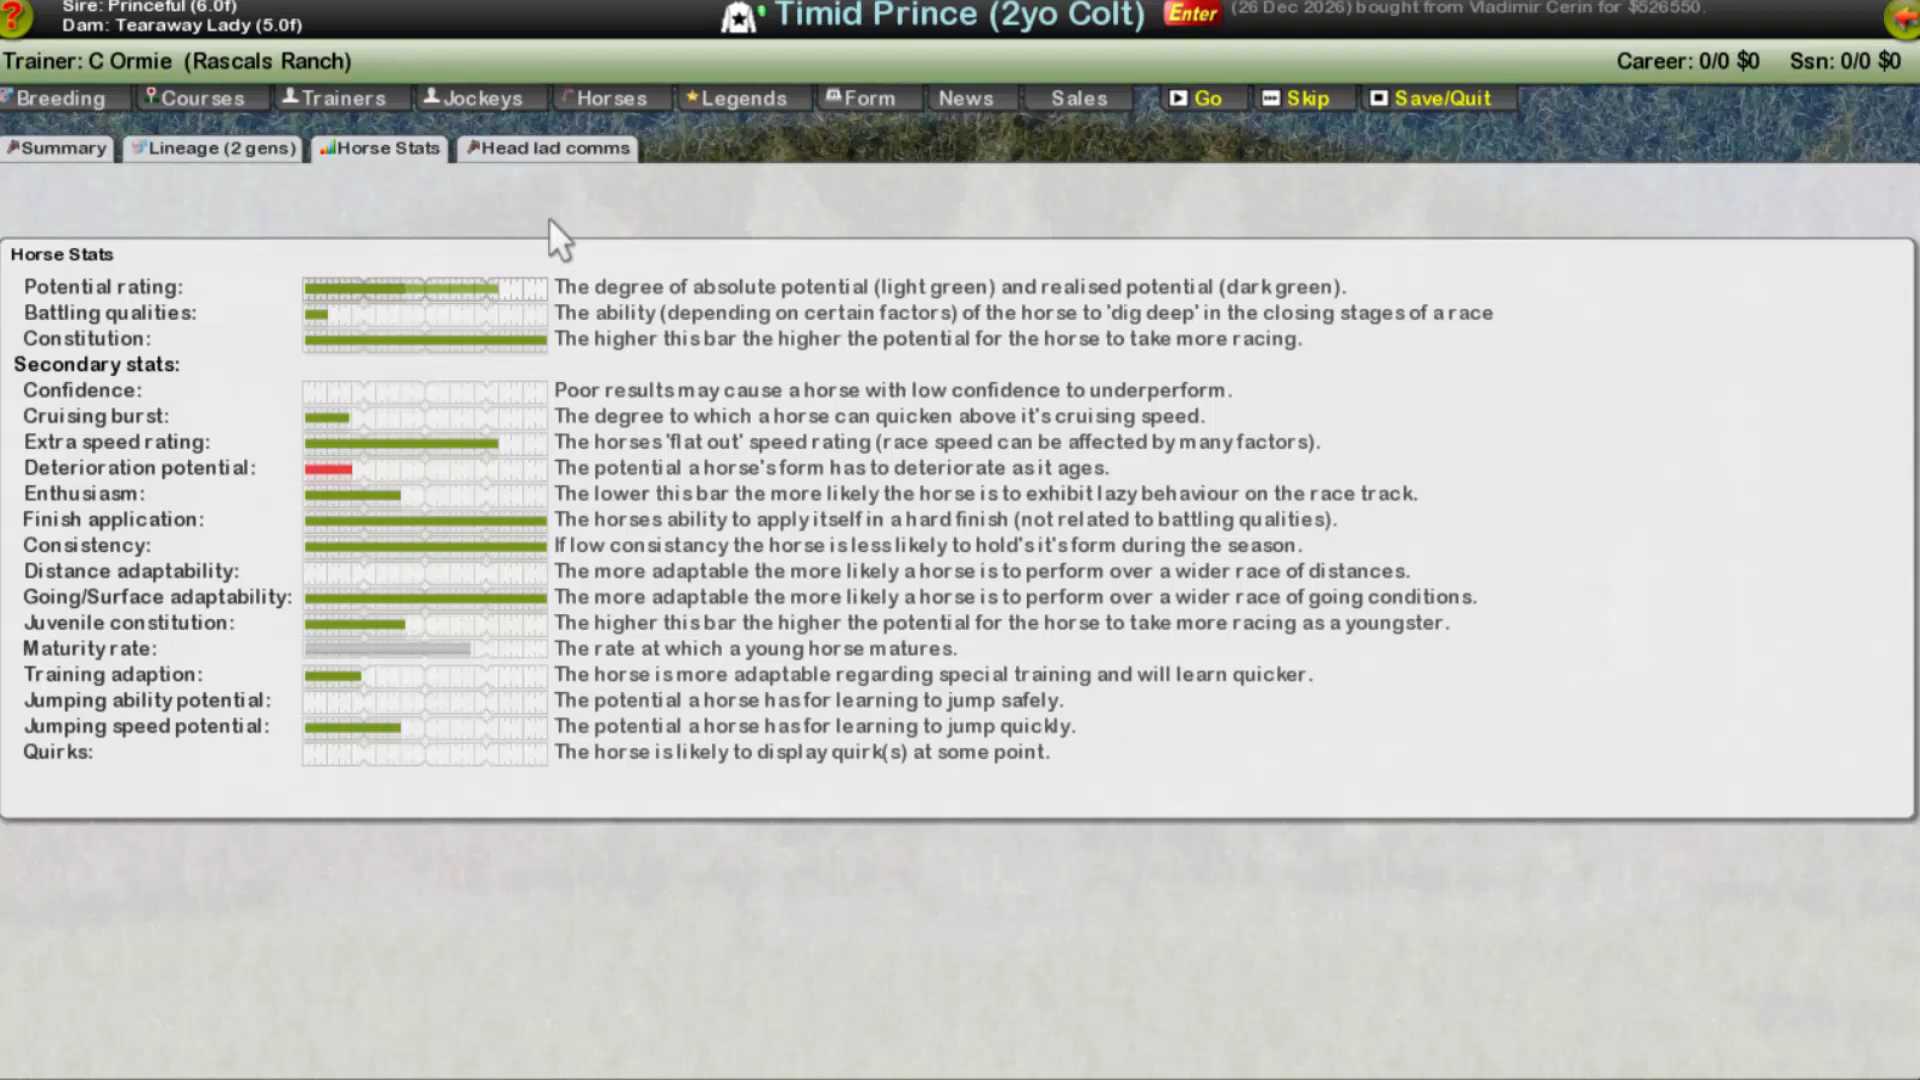 Sire: Princeful (6.0f)
Dam: Tearaway Lady (5.0f)
Timid Prince (2yo Colt) Enter (26 Dec 2026) bought from Vladimir Cerin for $526550.
Trainer: C Ormie (Rascals Ranch) Career: 0/0 $0 Ssn: 0/0 $0
Breeding Courses Trainers Jockeys Horses Legends Form News Sales Go Skip Save/Quit
Summary Lineage (2 gens) Horse Stats Head lad comms
Horse Stats
Potential rating: The degree of absolute potential (light green) and realised potential (dark green).
Battling qualities: The ability (depending on certain factors) of the horse to 'dig deep' in the closing stages of a race
Constitution: The higher this bar the higher the potential for the horse to take more racing.
Secondary stats:
Confidence: Poor results may cause a horse with low confidence to underperform.
Cruising burst: The degree to which a horse can quicken above it's cruising speed.
Extra speed rating: The horses 'flat out' speed rating (race speed can be affected by many factors).
Deterioration potential: The potential a horse's form has to deteriorate as it ages.
Enthusiasm: The lower this bar the more likely the horse is to exhibit lazy behaviour on the race track.
Finish application: The horses ability to apply itself in a hard finish (not related to battling qualities).
Consistency: If low consistancy the horse is less likely to hold's it's form during the season.
Distance adaptability: The more adaptable the more likely a horse is to perform over a wider race of distances.
Going/Surface adaptability: The more adaptable the more likely a horse is to perform over a wider race of going conditions.
Juvenile constitution: The higher this bar the higher the potential for the horse to take more racing as a youngster.
Maturity rate: The rate at which a young horse matures.
Training adaption: The horse is more adaptable regarding special training and will learn quicker.
Jumping ability potential: The potential a horse has for learning to jump safely.
Jumping speed potential: The potential a horse has for learning to jump quickly.
Quirks: The horse is likely to display quirk(s) at some point.